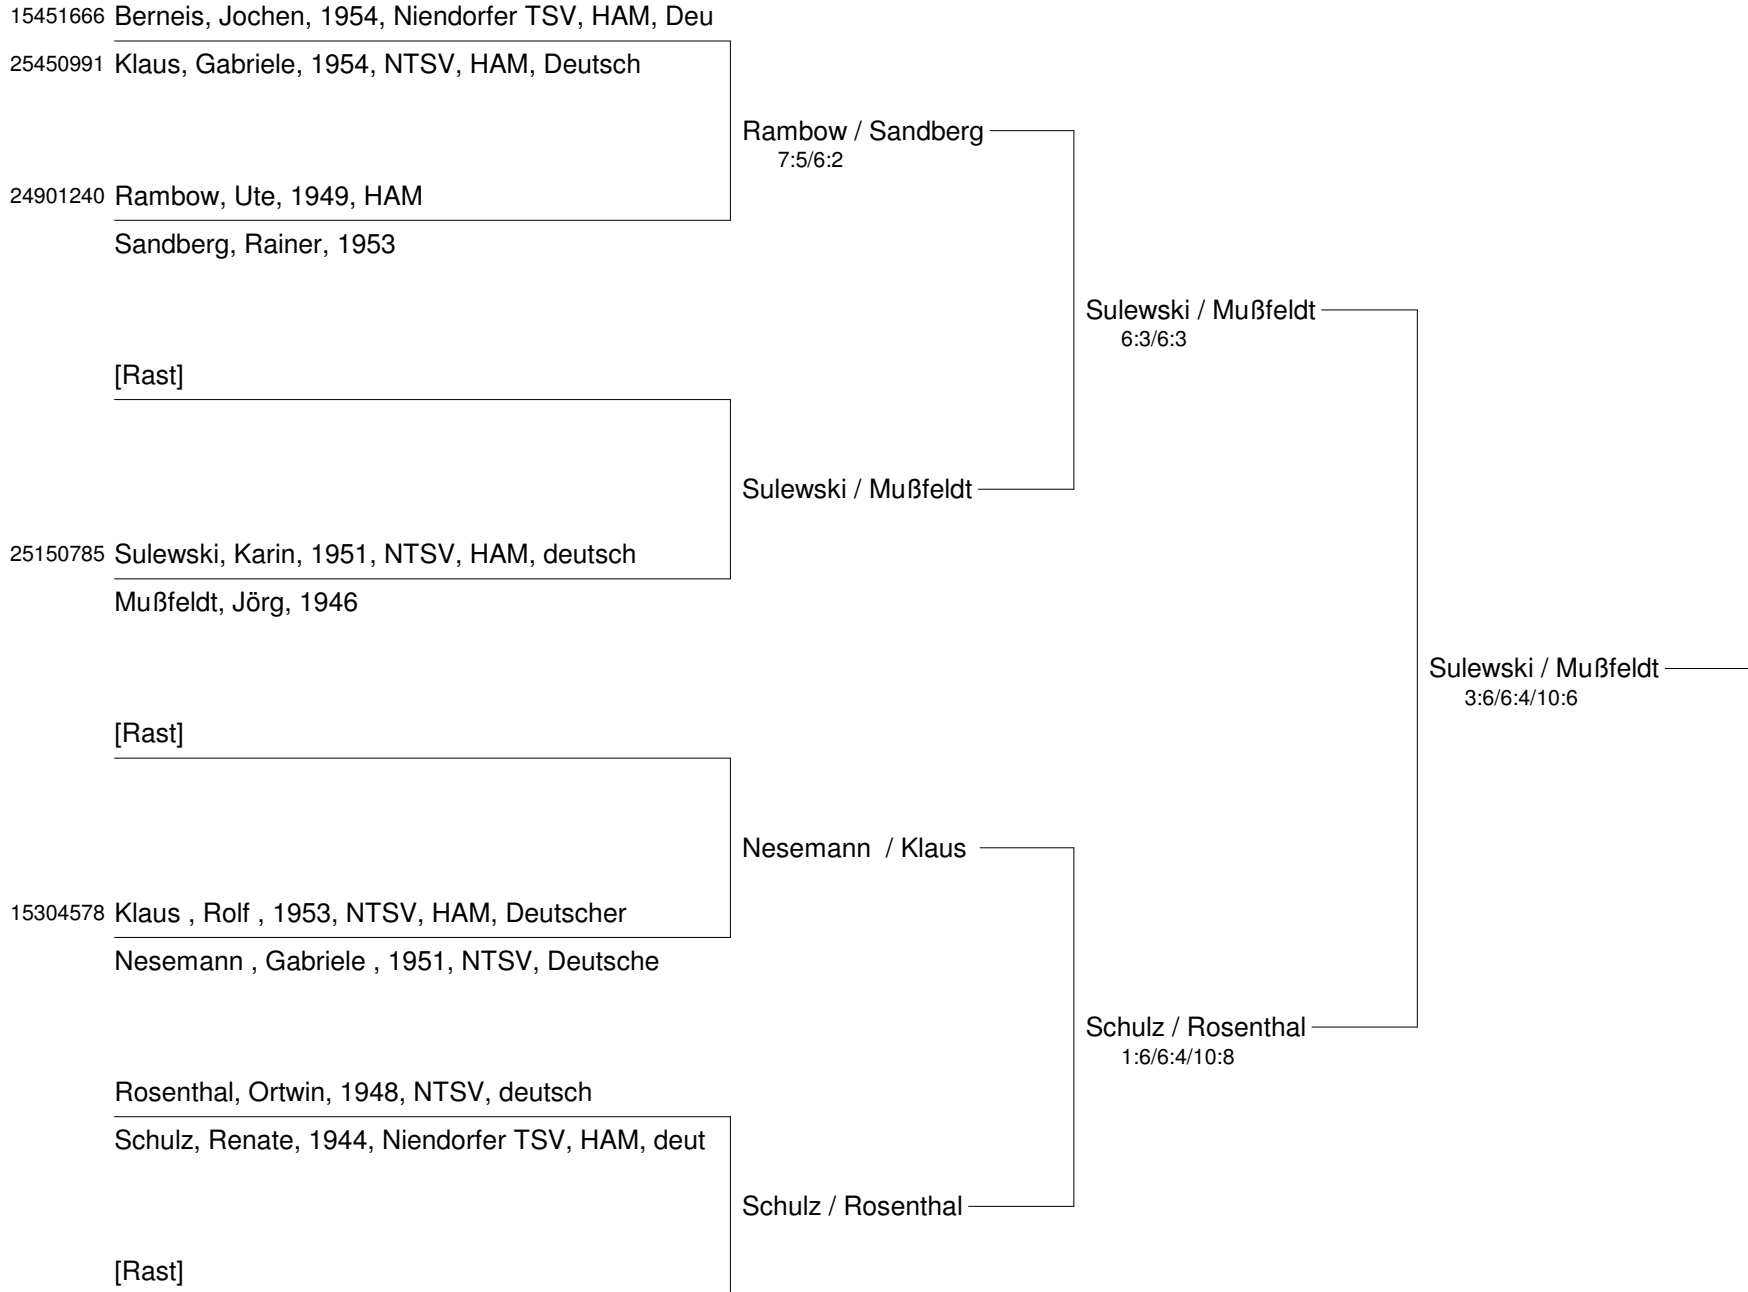 15451666 Berneis, Jochen, 1954, Niendorfer TSV, HAM, Deu
25450991 Klaus, Gabriele, 1954, NTSV, HAM, Deutsch
Rambow / Sandberg
7:5/6:2
24901240 Rambow, Ute, 1949, HAM
Sandberg, Rainer, 1953
Sulewski / Mußfeldt
6:3/6:3
[Rast]
Sulewski / Mußfeldt
25150785 Sulewski, Karin, 1951, NTSV, HAM, deutsch
Mußfeldt, Jörg, 1946
Sulewski / Mußfeldt
3:6/6:4/10:6
[Rast]
Nesemann  / Klaus
15304578 Klaus , Rolf , 1953, NTSV, HAM, Deutscher
Nesemann , Gabriele , 1951, NTSV, Deutsche
Schulz / Rosenthal
1:6/6:4/10:8
Rosenthal, Ortwin, 1948, NTSV, deutsch
Schulz, Renate, 1944, Niendorfer TSV, HAM, deut
Schulz / Rosenthal
[Rast]